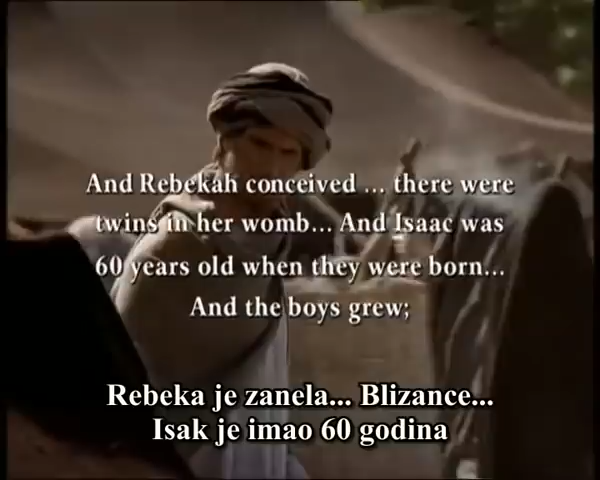 And Rebekah conceived ... there were
twins in her womb... And Isaac was
60 years old when they were born...
And the boys grew;
Rebeka je zanela... Blizance...
Isak je imao 60 godina